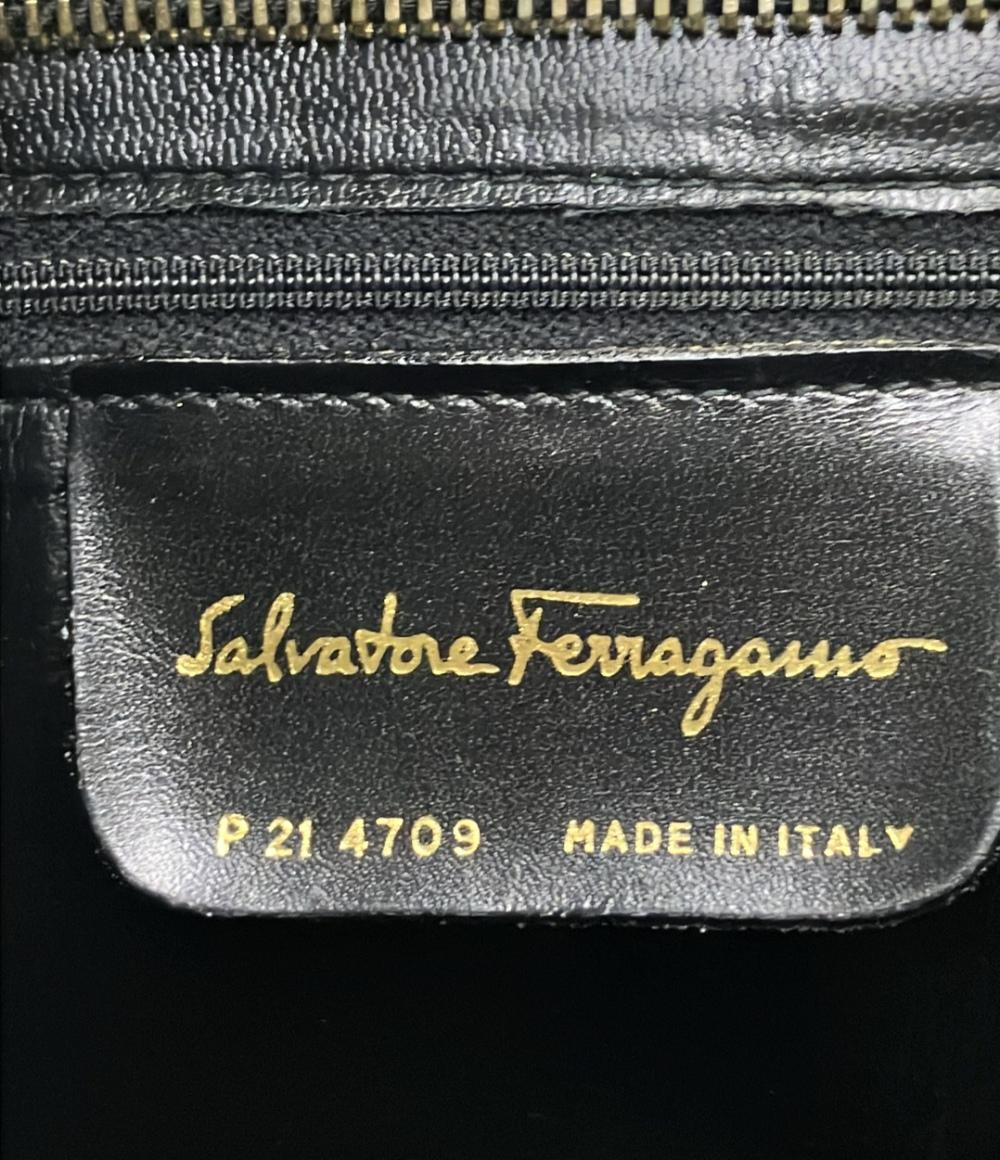 Salvatore Ferragamo
P 21 4709 MADE IN ITALY